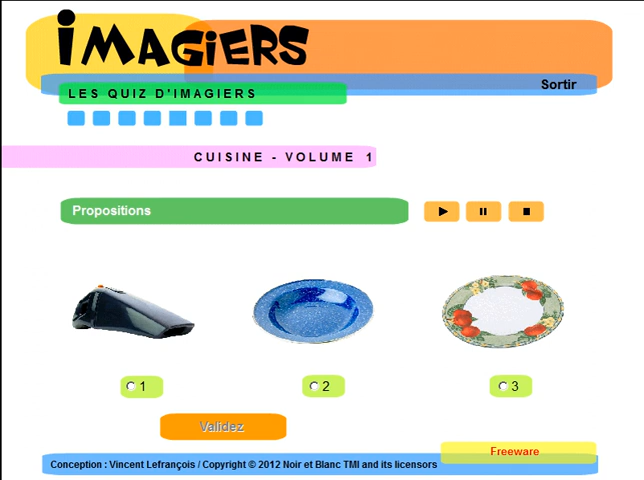 iMAGiERS
Sortir
LES QUIZ D'IMAGIERS
CUISINE - VOLUME 1
Propositions
1
2
3
Validez
Freeware
Conception : Vincent Lefrançois / Copyright © 2012 Noir et Blanc TMI and its licensors